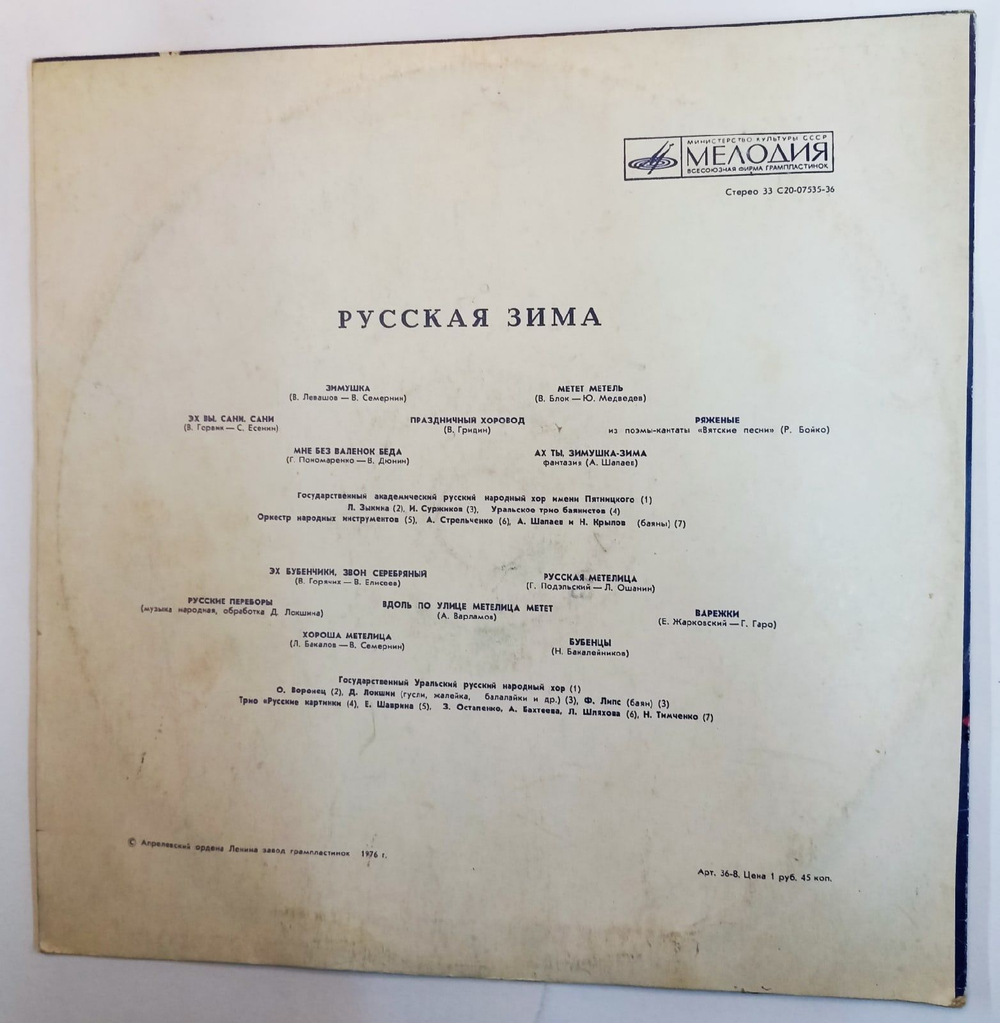 МИНИСТЕРСТВО КУЛЬТУРЫ СССР
МЕЛОДИЯ
ВСЕСОЮЗНАЯ ФИРМА ГРАМПЛАСТИНОК
Стерео 33 С20-07535-36
РУССКАЯ ЗИМА
ЗИМУШКА
(В. Левашов — В. Семернин)
МЕТЕТ МЕТЕЛЬ
(В. Блок — Ю. Медведев)
ЭХ ВЫ, САНИ, САНИ
(В. Горвик — С. Есенин)
ПРАЗДНИЧНЫЙ ХОРОВОД
(В. Гридин)
РЯЖЕНЫЕ
из поэмы-кантаты «Вятские песни» (Р. Бойко)
МНЕ БЕЗ ВАЛЕНОК БЕДА
(Г. Пономаренко — В. Дюнин)
АХ ТЫ, ЗИМУШКА-ЗИМА
фантазия (А. Шалаев)
Государственный академический русский народный хор имени Пятницкого (1)
Л. Зыкина (2), И. Суржиков (3), Уральское трио баянистов (4)
Оркестр народных инструментов (5), А. Стрельченко (6), А. Шалаев и Н. Крылов (баяны) (7)
ЭХ БУБЕНЧИКИ, ЗВОН СЕРЕБРЯНЫЙ
(В. Горячих — В. Елисеев)
РУССКАЯ МЕТЕЛИЦА
(Г. Подэльский — Л. Ошанин)
РУССКИЕ ПЕРЕБОРЫ
(музыка народная, обработка Д. Локшина)
ВДОЛЬ ПО УЛИЦЕ МЕТЕЛИЦА МЕТЕТ
(А. Варламов)
ВАРЕЖКИ
(Е. Жарковский — Г. Гаро)
ХОРОША МЕТЕЛИЦА
(Л. Бакалов — В. Семернин)
БУБЕНЦЫ
(Н. Бакалейников)
Государственный Уральский русский народный хор (1)
О. Воронец (2), Д. Локшин (гусли, жалейка, балалайки и др.) (3), Ф. Липс (баян) (3)
Трио «Русские картинки (4), Е. Шаврина (5), З. Остапенко, А. Бахтеева, Л. Шляхова (6), Н. Тимченко (7)
© Апрелевский ордена Ленина завод грампластинок 1976 г.
Арт. 36-8. Цена 1 руб. 45 коп.